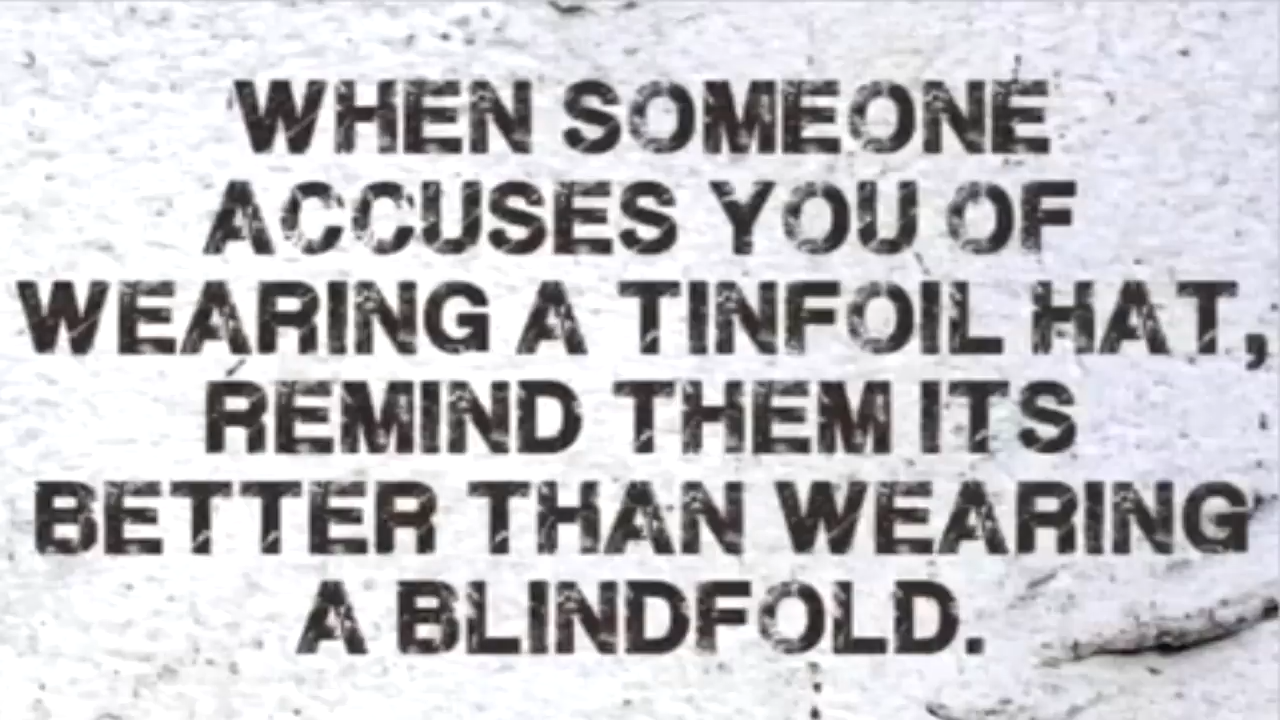 WHEN SOMEONE
ACCUSES YOU OF
WEARING A TINFOIL HAT,
REMIND THEM ITS
BETTER THAN WEARING
A BLINDFOLD.